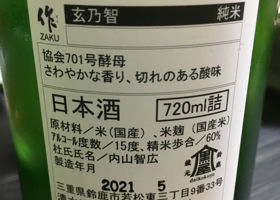 作
ZAKU
玄乃智
純米
協会701号酵母
さわやかな香り、切れのある酸味
日本酒
720ml詰
原材料／米(国産)、米麹(国産米)
アルコール度数／15度、精米歩合／60%
杜氏氏名／内山智広
製造年月
2021 5
蔵元
daikokuya
三重県鈴鹿市若松東三丁目9番33号